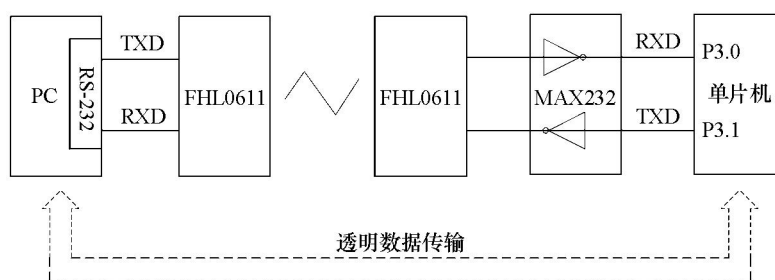 PC
RS-232
TXD
RXD
FHL0611
FHL0611
MAX232
RXD
TXD
P3.0
单片机
P3.1
透明数据传输